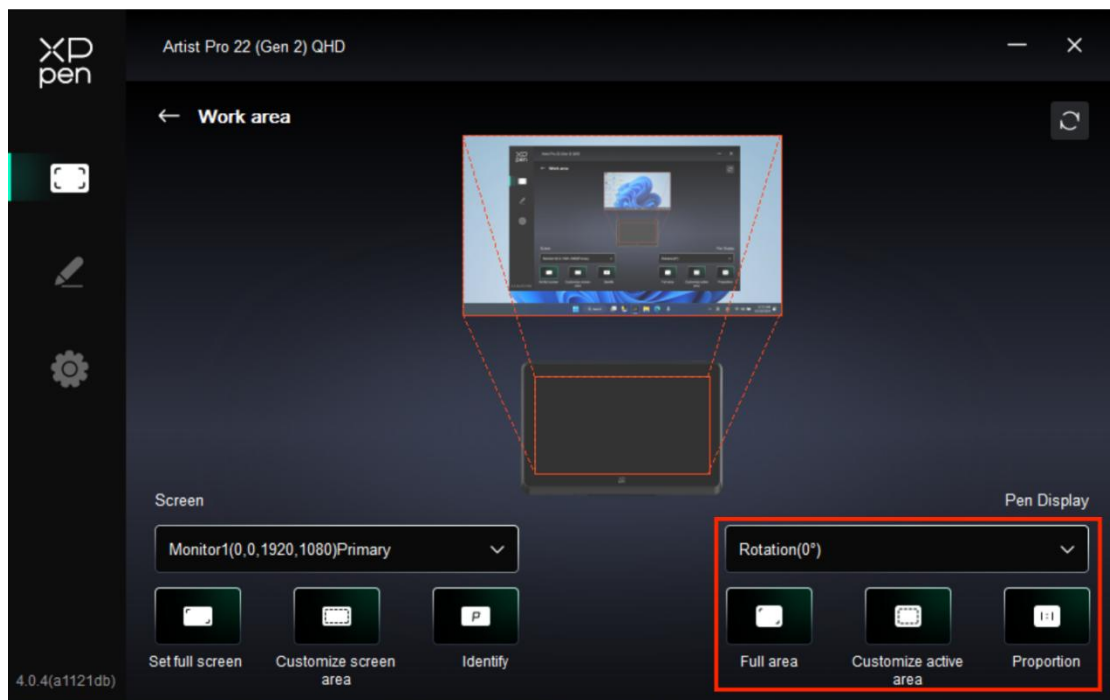 XP
pen
Artist Pro 22 (Gen 2) QHD
Work area
Screen
Pen Display
Monitor1(0,0,1920,1080)Primary
Rotation(0°)
P
1:1
Set full screen
Customize screen
area
Identify
Full area
Customize active
area
Proportion
4.0.4(a1121db)